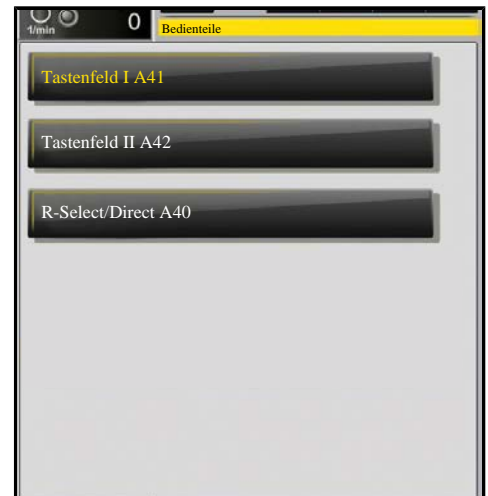 1/min
0
Bedienteile
Tastenfeld I A41
Tastenfeld II A42
R-Select/Direct A40